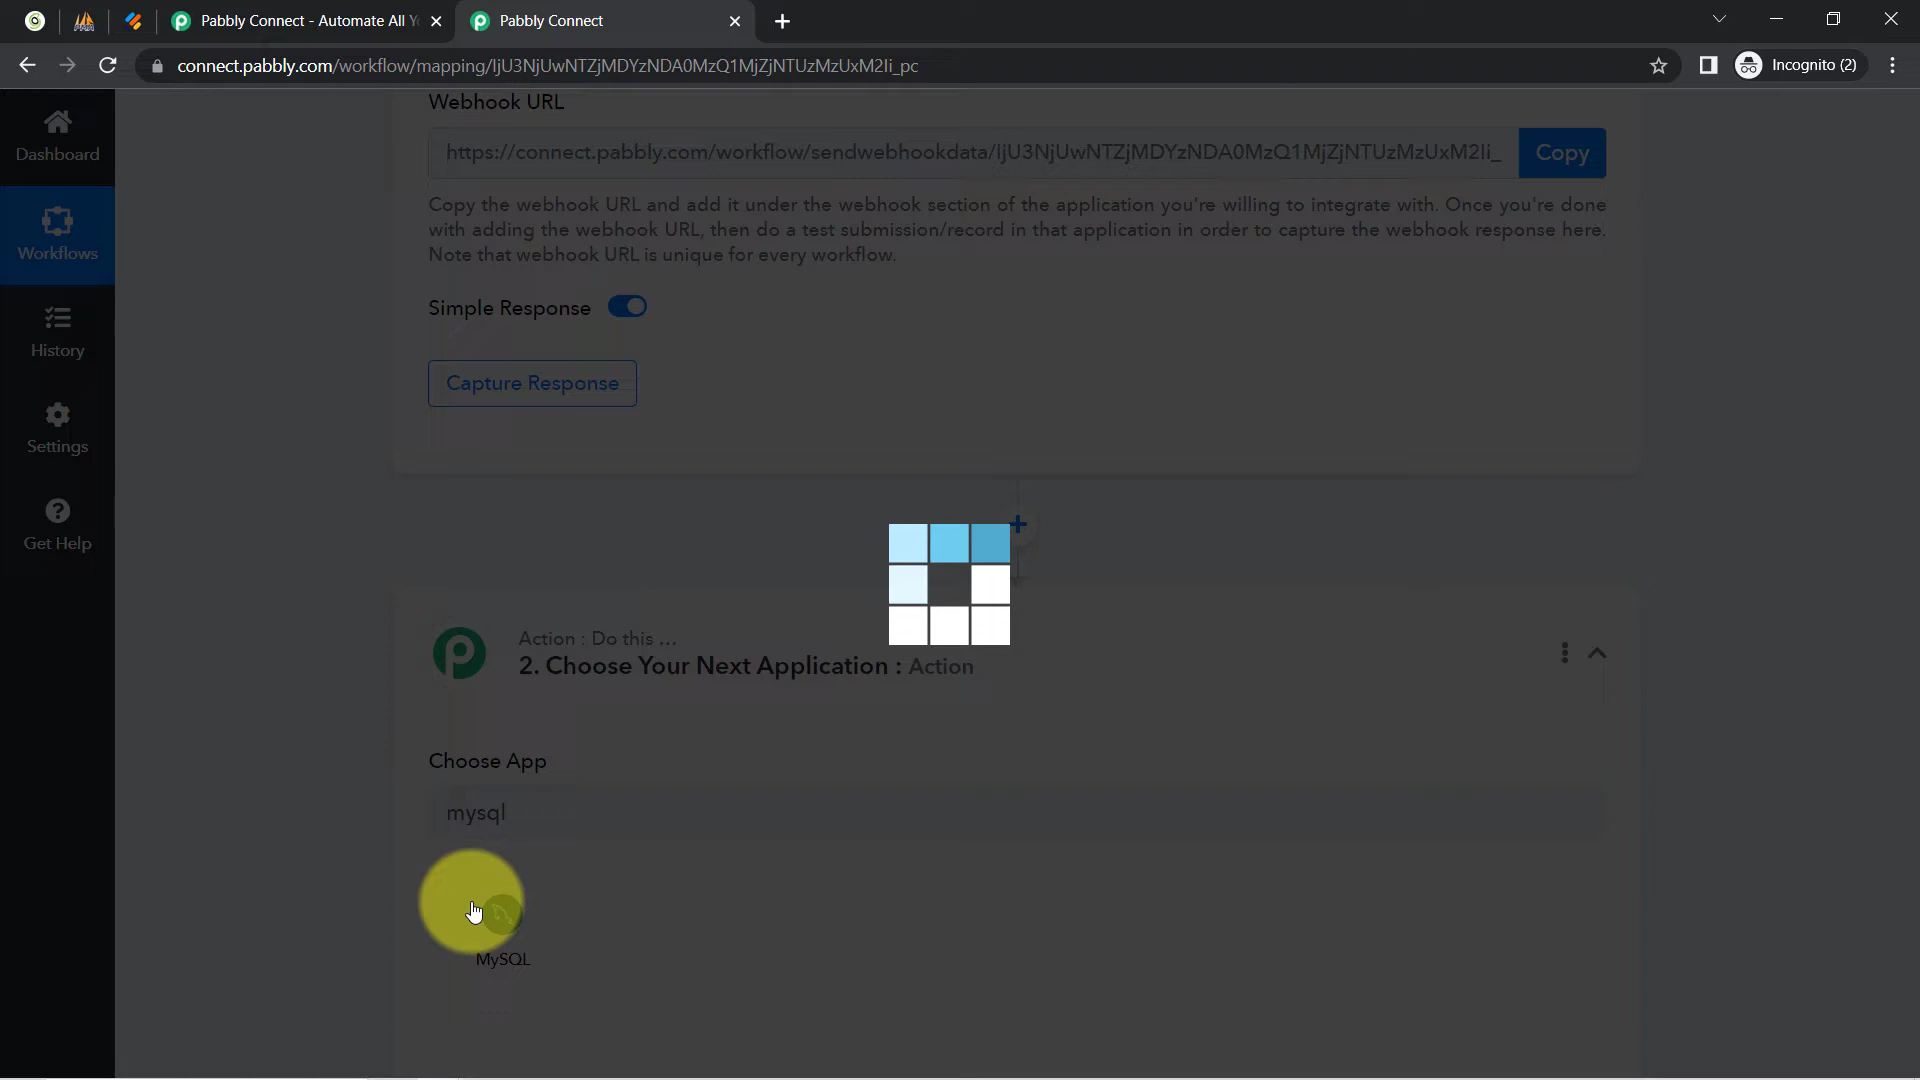 Pabbly Connect - Automate All Y
Pabbly Connect
connect.pabbly.com/workflow/mapping/IjU3NjUwNTZjMDYzNDA0MzQ1MjZjNTUzMzUxM2Ii_pc
Incognito (2)
Dashboard
Workflows
History
Settings
Get Help
Webhook URL
https://connect.pabbly.com/workflow/sendwebhookdata/IjU3NjUwNTZjMDYzNDA0MzQ1MjZjNTUzMzUxM2Ii_
Copy
Copy the webhook URL and add it under the webhook section of the application you're willing to integrate with. Once you're done
with adding the webhook URL, then do a test submission/record in that application in order to capture the webhook response here.
Note that webhook URL is unique for every workflow.
Simple Response
Capture Response
Action : Do this ...
2. Choose Your Next Application : Action
Choose App
mysql
MySQL